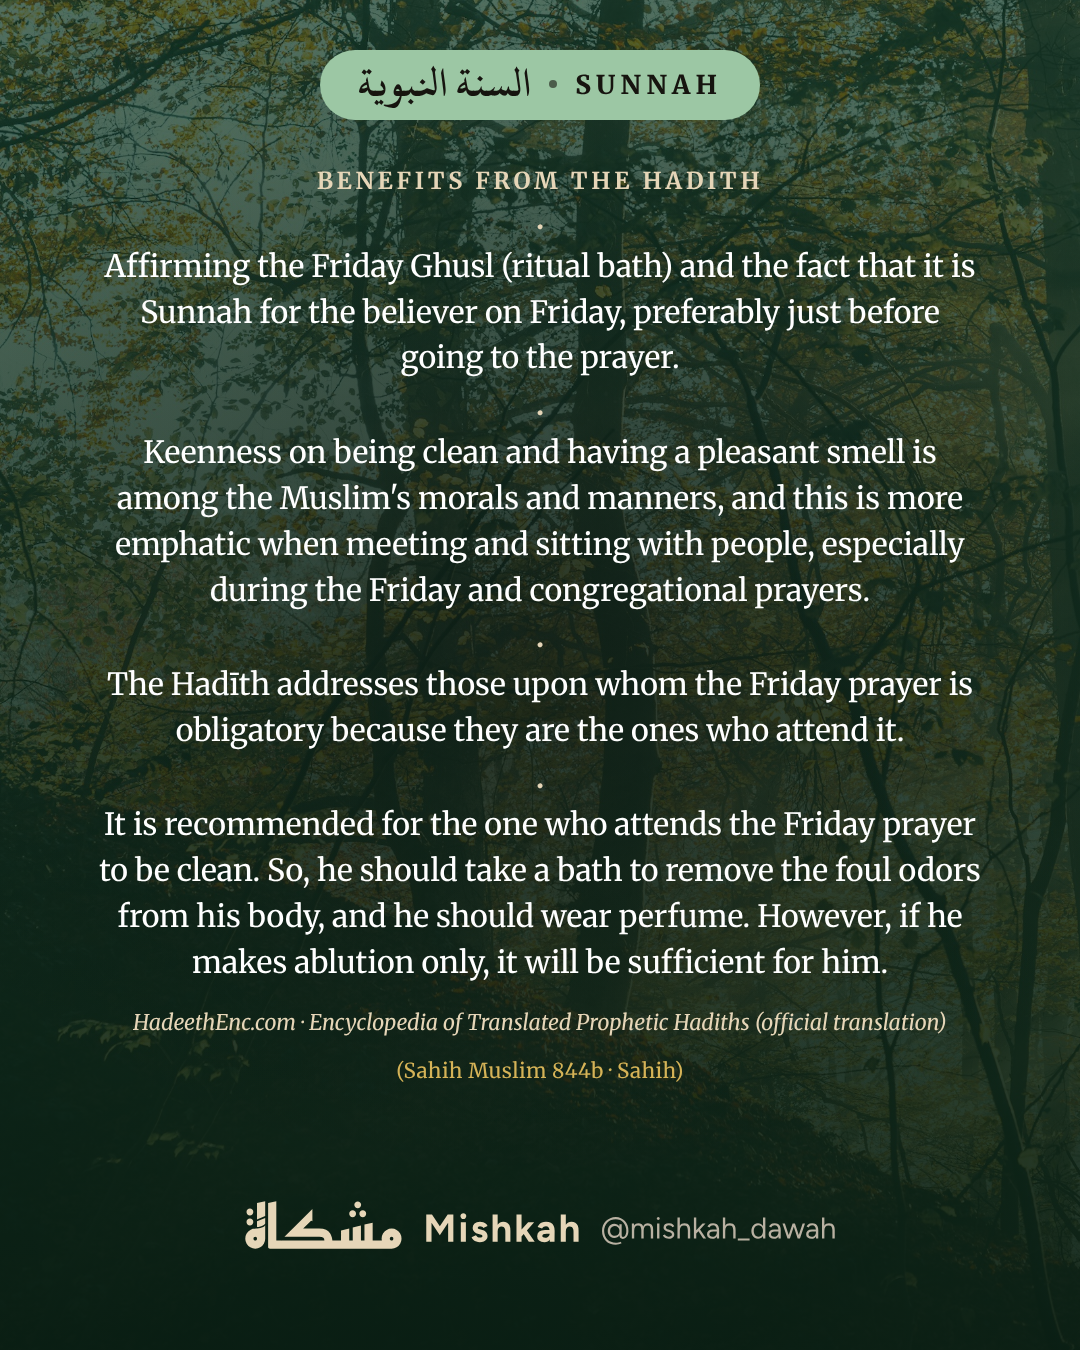 السنة النبوية • SUNNAH
BENEFITS FROM THE HADITH
·
Affirming the Friday Ghusl (ritual bath) and the fact that it is
Sunnah for the believer on Friday, preferably just before
going to the prayer.
·
Keenness on being clean and having a pleasant smell is
among the Muslim's morals and manners, and this is more
emphatic when meeting and sitting with people, especially
during the Friday and congregational prayers.
·
The Hadīth addresses those upon whom the Friday prayer is
obligatory because they are the ones who attend it.
·
It is recommended for the one who attends the Friday prayer
to be clean. So, he should take a bath to remove the foul odors
from his body, and he should wear perfume. However, if he
makes ablution only, it will be sufficient for him.
HadeethEnc.com · Encyclopedia of Translated Prophetic Hadiths (official translation)
(Sahih Muslim 844b · Sahih)
مشكاة Mishkah @mishkah_dawah